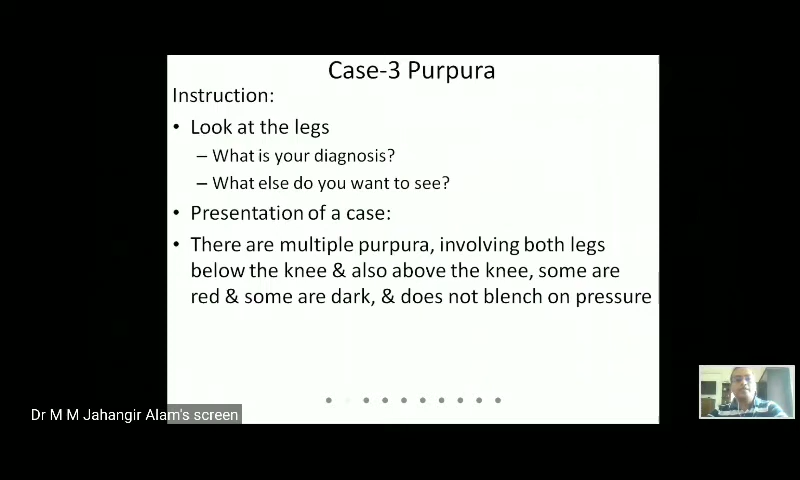 Case-3 Purpura
Instruction:
• Look at the legs
– What is your diagnosis?
– What else do you want to see?
• Presentation of a case:
• There are multiple purpura, involving both legs
below the knee & also above the knee, some are
red & some are dark, & does not blench on pressure
Dr M M Jahangir Alam's screen